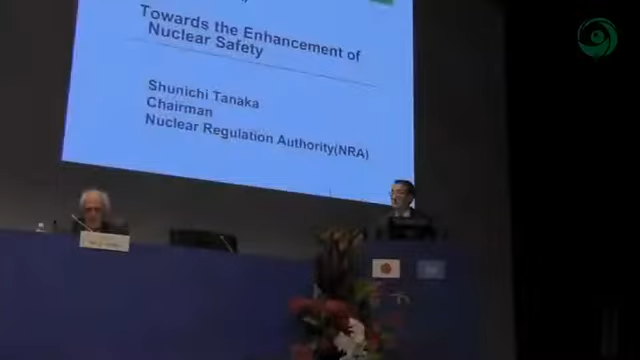 Towards the Enhancement of
Nuclear Safety
Shunichi Tanaka
Chairman
Nuclear Regulation Authority(NRA)